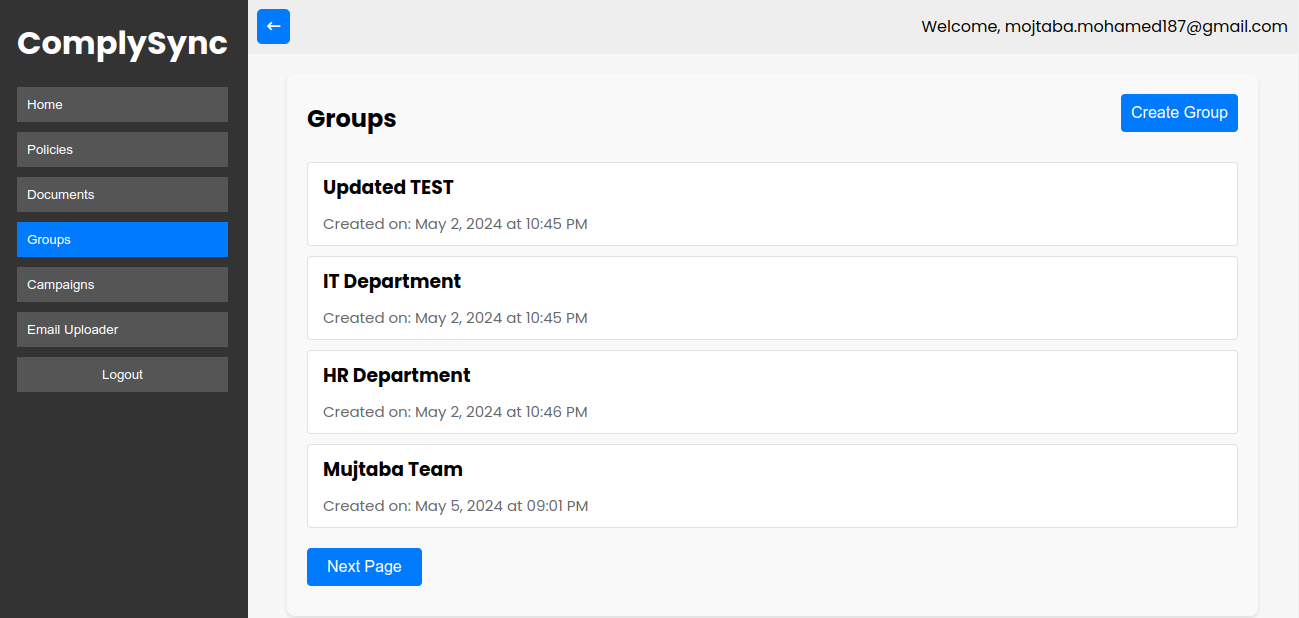 ComplySync
Home
Policies
Documents
Groups
Campaigns
Email Uploader
Logout
←
Welcome, mojtaba.mohamed187@gmail.com
Groups
Create Group
Updated TEST
Created on: May 2, 2024 at 10:45 PM
IT Department
Created on: May 2, 2024 at 10:45 PM
HR Department
Created on: May 2, 2024 at 10:46 PM
Mujtaba Team
Created on: May 5, 2024 at 09:01 PM
Next Page